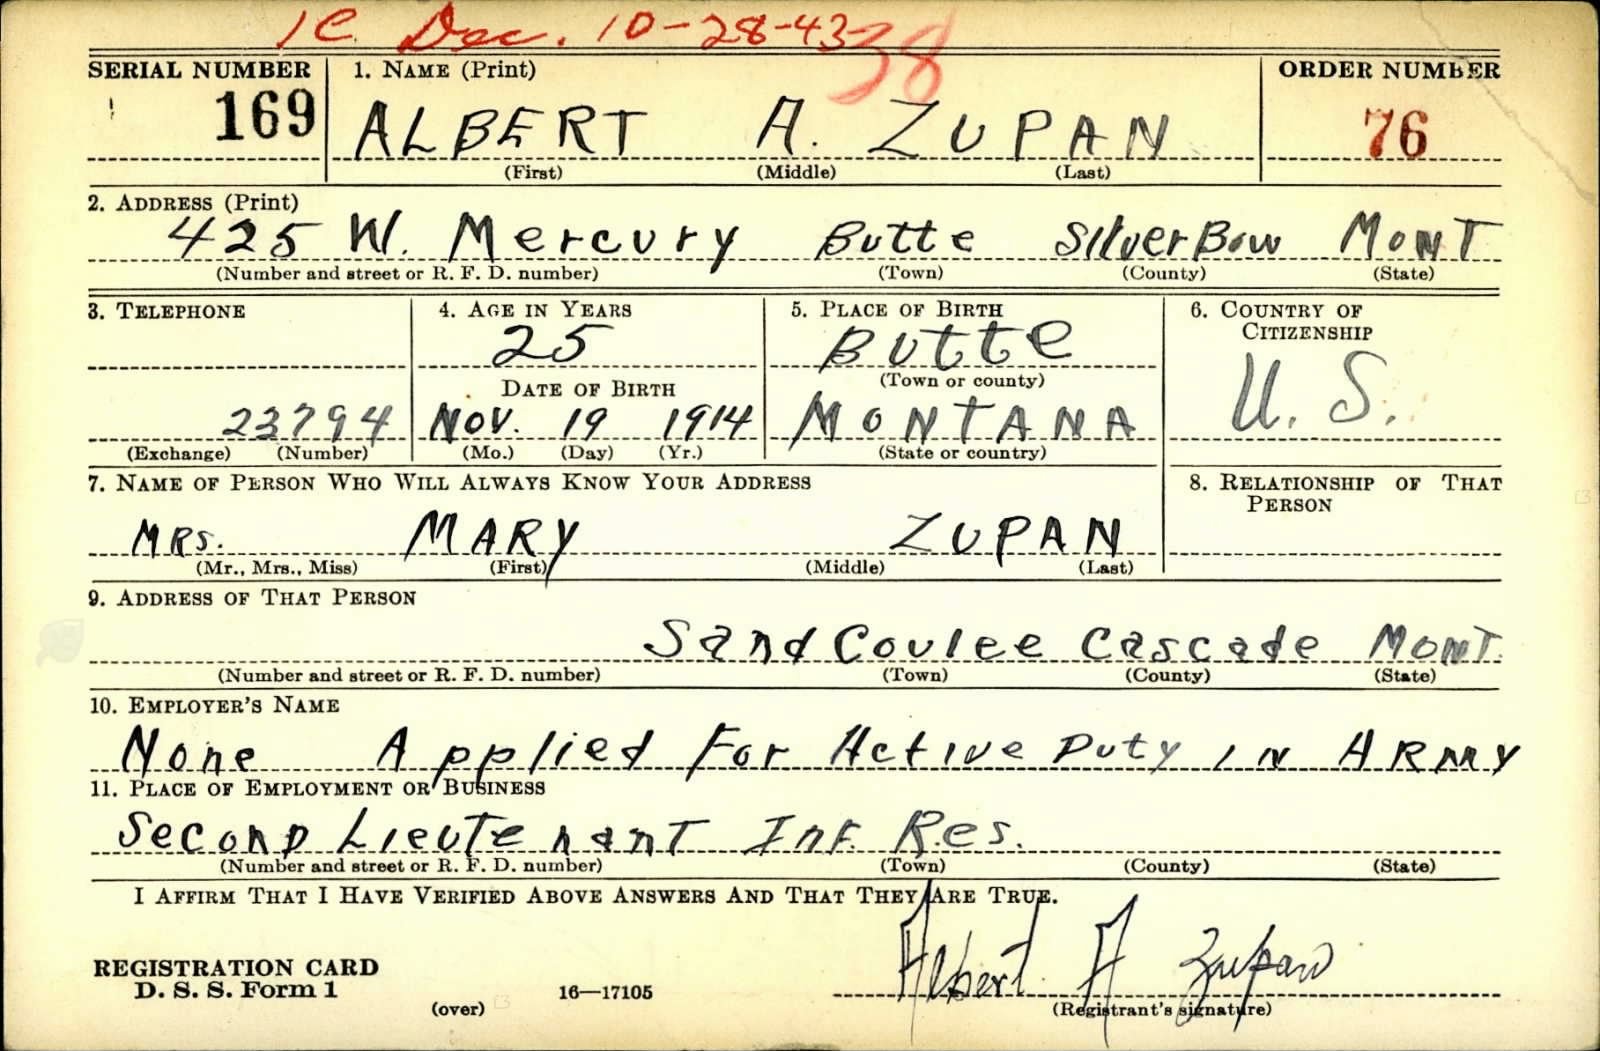 1C Dec. 10-28-43 38
SERIAL NUMBER 1. NAME (Print) ORDER NUMBER
169 ALBERT A. ZUPAN 76
(First) (Middle) (Last)
2. ADDRESS (Print)
425 W. Mercury Butte SilverBow MONT
(Number and street or R. F. D. number) (Town) (County) (State)
3. TELEPHONE 4. AGE IN YEARS 5. PLACE OF BIRTH 6. COUNTRY OF CITIZENSHIP
25 Butte
(Town or county)
DATE OF BIRTH U. S.
23794 NOV. 19 1914 MONTANA
(Exchange) (Number) (Mo.) (Day) (Yr.) (State or country)
7. NAME OF PERSON WHO WILL ALWAYS KNOW YOUR ADDRESS 8. RELATIONSHIP OF THAT PERSON
MRS. MARY ZUPAN
(Mr., Mrs., Miss) (First) (Middle) (Last)
9. ADDRESS OF THAT PERSON
Sand Coulee Cascade MONT.
(Number and street or R. F. D. number) (Town) (County) (State)
10. EMPLOYER'S NAME
None Applied For Active Duty IN ARMY
11. PLACE OF EMPLOYMENT OR BUSINESS
Second Lieutenant Inf. Res.
(Number and street or R. F. D. number) (Town) (County) (State)
I AFFIRM THAT I HAVE VERIFIED ABOVE ANSWERS AND THAT THEY ARE TRUE.
Albert A Zupan
REGISTRATION CARD
D. S. S. Form 1 (over) 16—17105 (Registrant's signature)